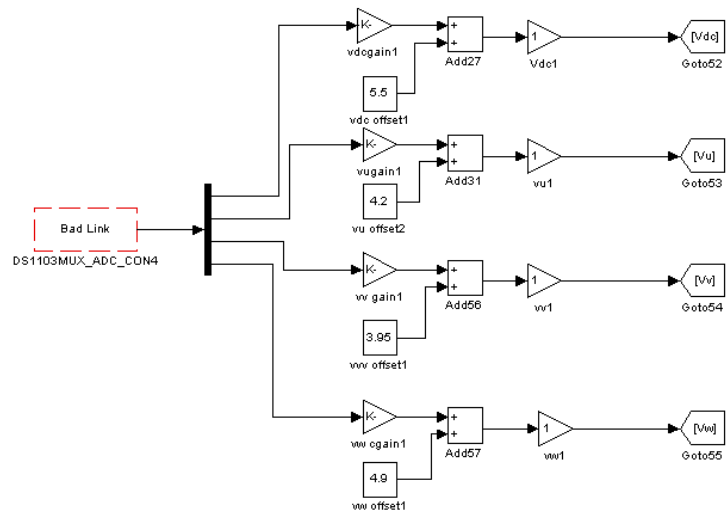 K-
vdcgain1
+
+
Add27
1
Vdc1
[Vdc]
Goto52
5.5
vdc offset1
K-
vugain1
+
+
Add31
1
vu1
[Vu]
Goto53
4.2
vu offset2
Bad Link
DS1103MUX_ADC_CON4
K-
vv gain1
+
+
Add56
1
vv1
[Vv]
Goto54
3.95
vvv offset1
K-
vw cgain1
+
+
Add57
1
vw1
[Vw]
Goto55
4.9
vw offset1